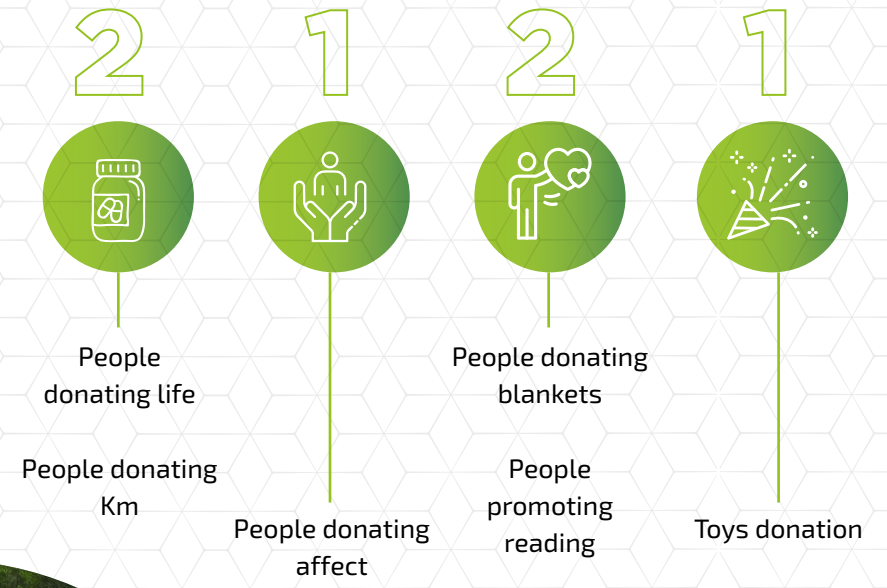 2
1
2
1
People
donating life
People donating
Km
People donating
affect
People donating
blankets
People
promoting
reading
Toys donation